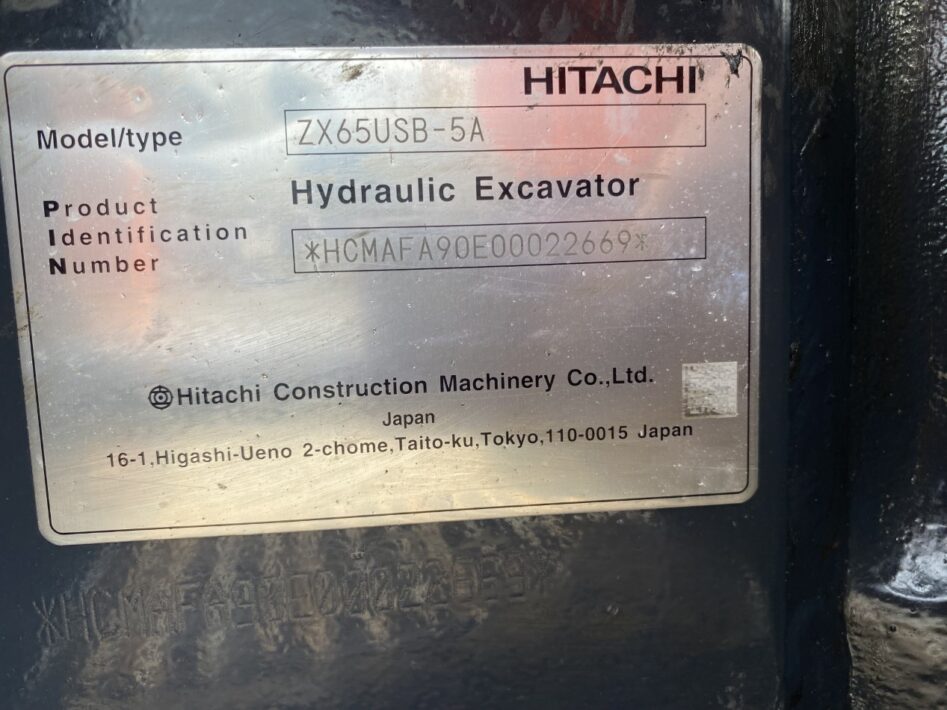 HITACHI
Model/type ZX65USB-5A
Hydraulic Excavator
Product
Identification
Number *HCMAFA90E00022669*
Hitachi Construction Machinery Co.,Ltd.
Japan
16-1,Higashi-Ueno 2-chome,Taito-ku,Tokyo,110-0015 Japan
*HCMAFA90E00022669*